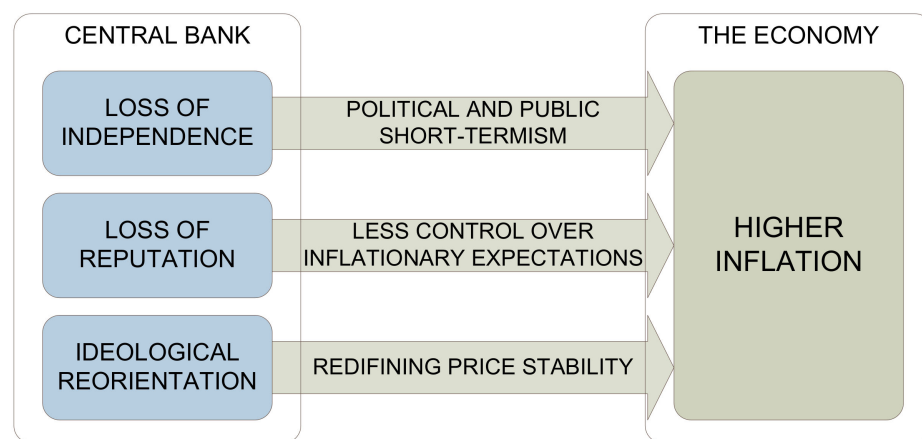 CENTRAL BANK
THE ECONOMY
LOSS OF
INDEPENDENCE
POLITICAL AND PUBLIC
SHORT-TERMISM
LOSS OF
REPUTATION
LESS CONTROL OVER
INFLATIONARY EXPECTATIONS
IDEOLOGICAL
REORIENTATION
REDIFINING PRICE STABILITY
HIGHER
INFLATION